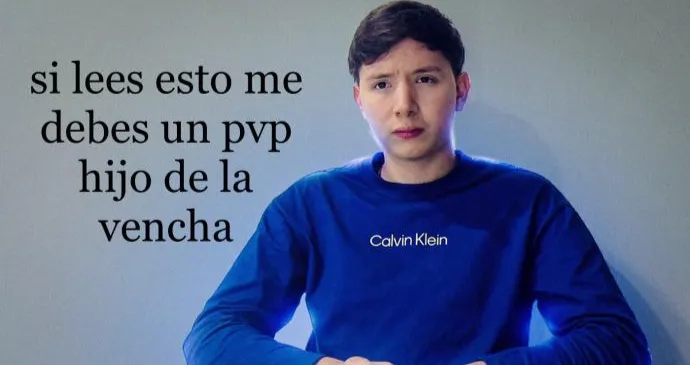 si lees esto me
debes un pvp
hijo de la
vencha
Calvin Klein